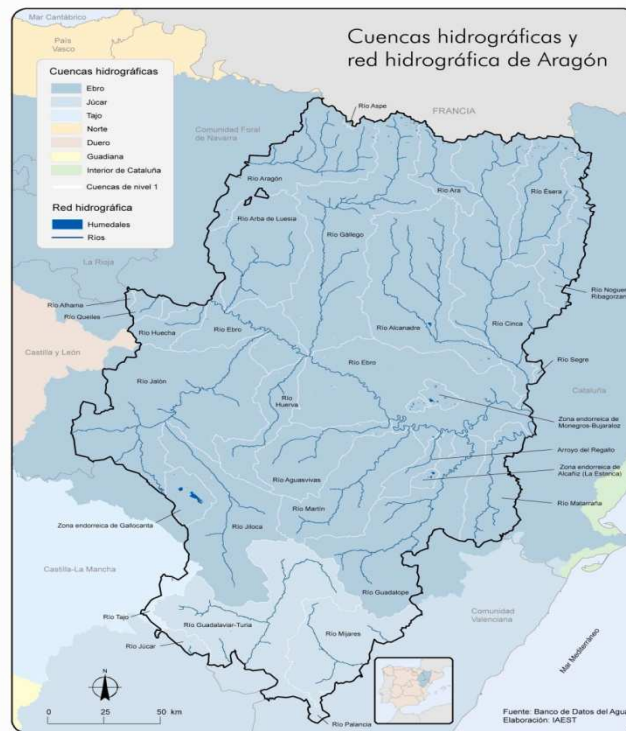 Mar Cantábrico
País
Vasco
Cuencas hidrográficas y
red hidrográfica de Aragón
Cuencas hidrográficas
Ebro
Júcar
Tajo
Norte
Duero
Guadiana
Interior de Cataluña
Cuencas de nivel 1
Red hidrográfica
Humedales
Ríos
Río Aspe
FRANCIA
Comunidad Foral
de Navarra
Río Aragón
Río Ara
Río Ésera
Río Arba de Luesia
Río Gállego
La Rioja
Río Noguera
Ribagorzana
Río Alhama
Río Queiles
Río Huecha
Río Ebro
Río Alcanadre
Río Cinca
Castilla y León
Río Ebro
Río Segre
Río Jalón
Cataluña
Río
Huerva
Zona endorreica de
Monegros-Bujaraloz
Arroyo del Regallo
Río Aguasvivas
Zona endorreica de
Alcañiz (La Estanca)
Río Martín
Río Matarraña
Zona endorreica de Gallocanta
Río Jiloca
Castilla-La Mancha
Río Guadalope
Comunidad
Valenciana
Río Tajo
Río Guadalaviar-Turia
Río Mijares
Río Júcar
Mar Mediterráneo
N
0 25 50 km
Río Palancia
Fuente: Banco de Datos del Agua
Elaboración: IAEST